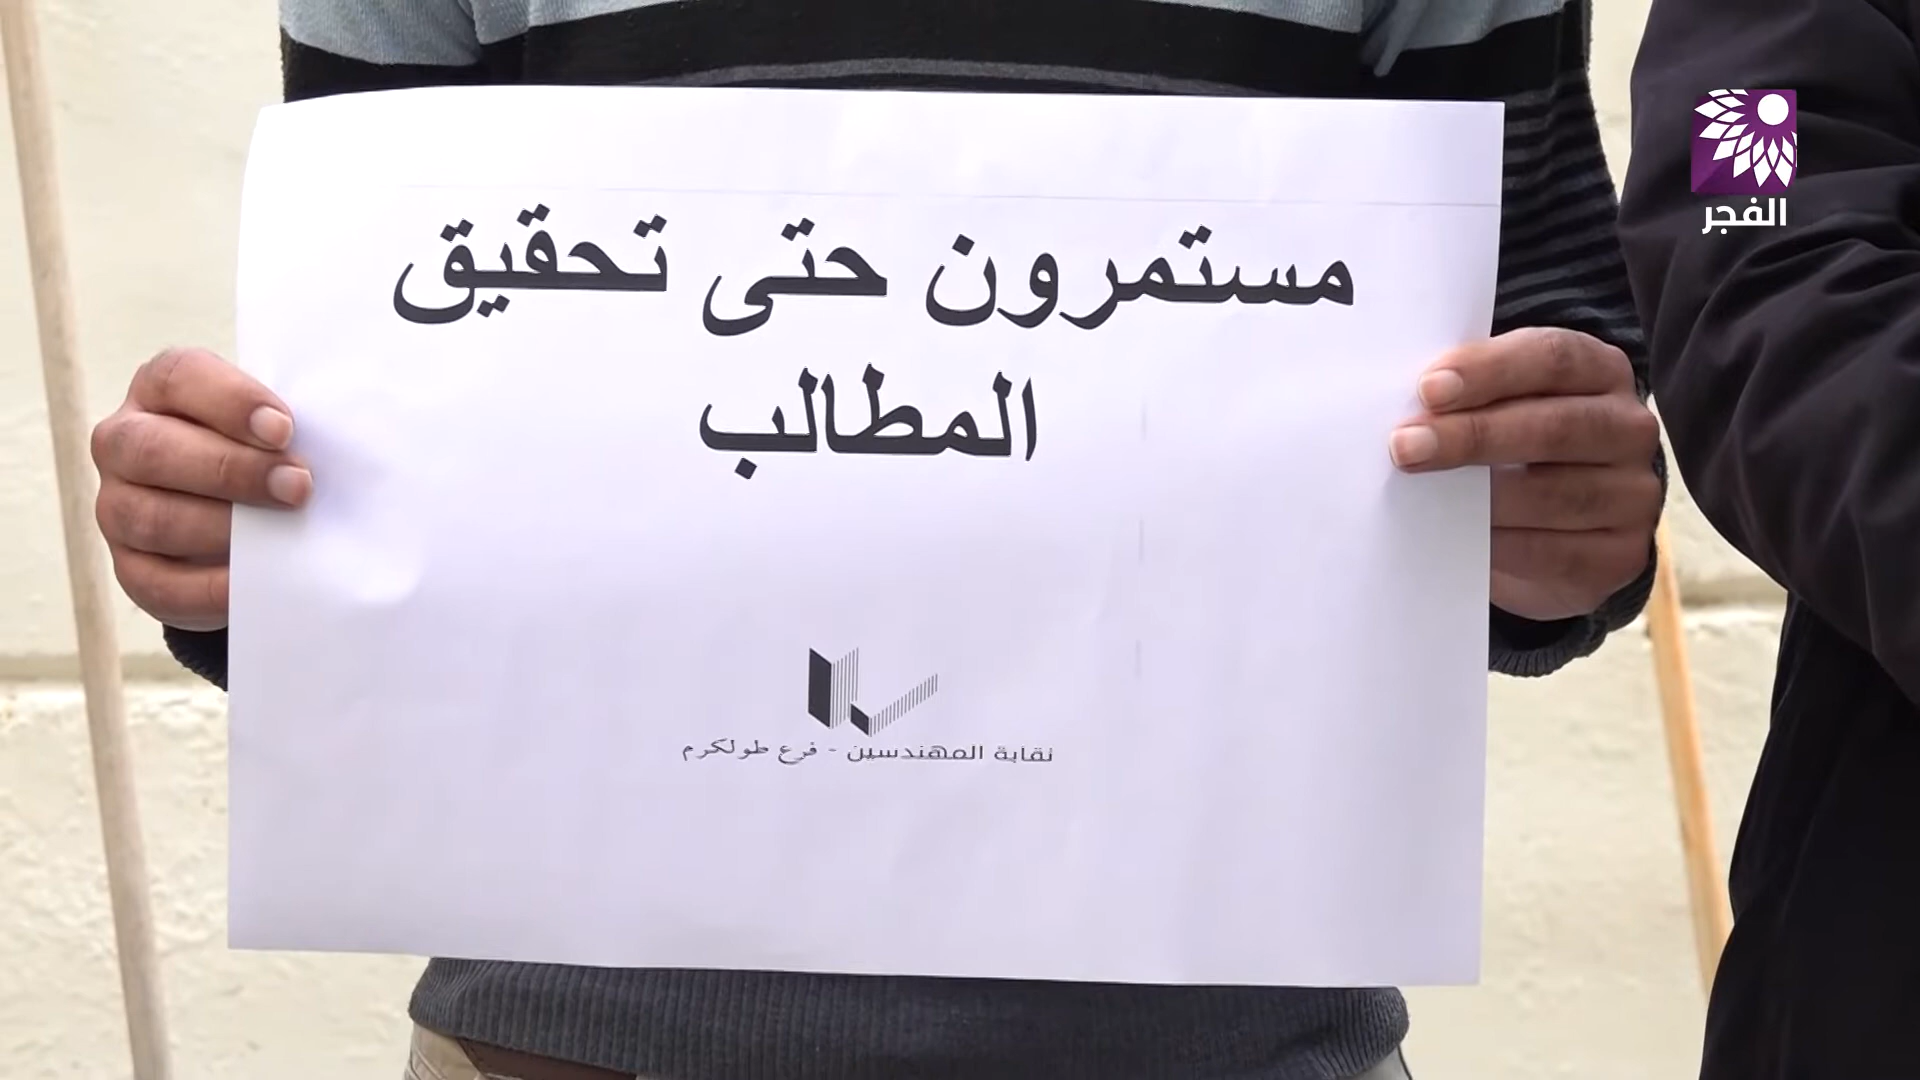 الفجر
مستمرون حتى تحقيق
المطالب
نقابة المهندسين - فرع طولكرم